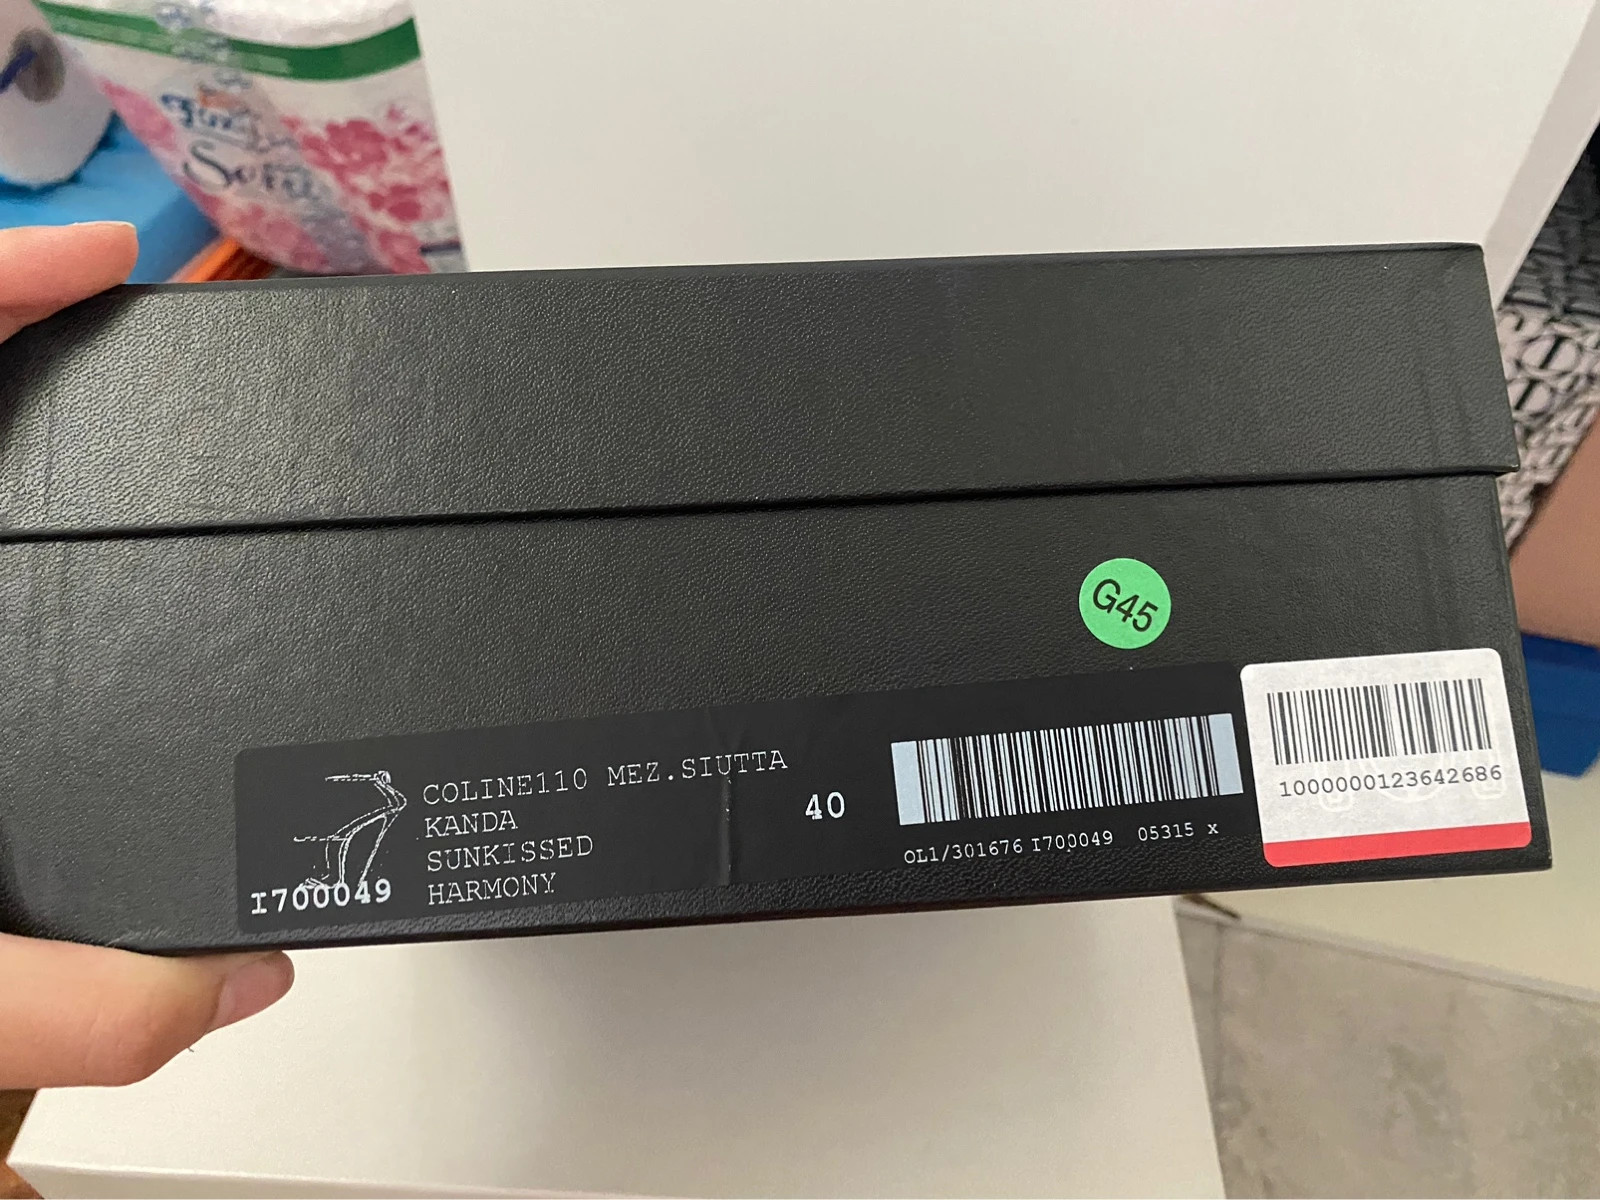 G45
COLINE110 MEZ.SIUTTA
KANDA
SUNKISSED
HARMONY
I700049
40
OL1/301676 I700049 05315 x
1000000123642686